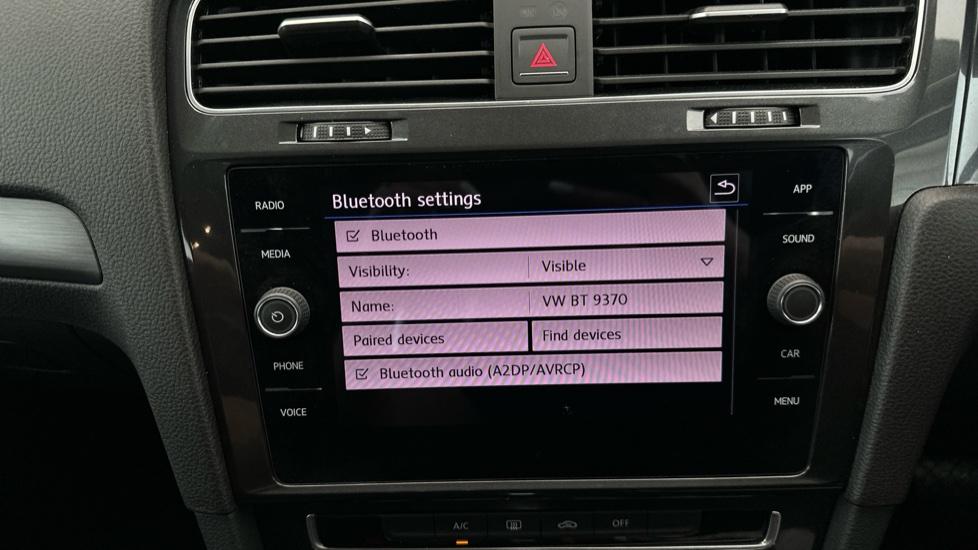 RADIO
MEDIA
PHONE
VOICE
Bluetooth settings
Bluetooth
Visibility: Visible
Name: VW BT 9370
Paired devices Find devices
Bluetooth audio (A2DP/AVRCP)
APP
SOUND
CAR
MENU
A/C OFF